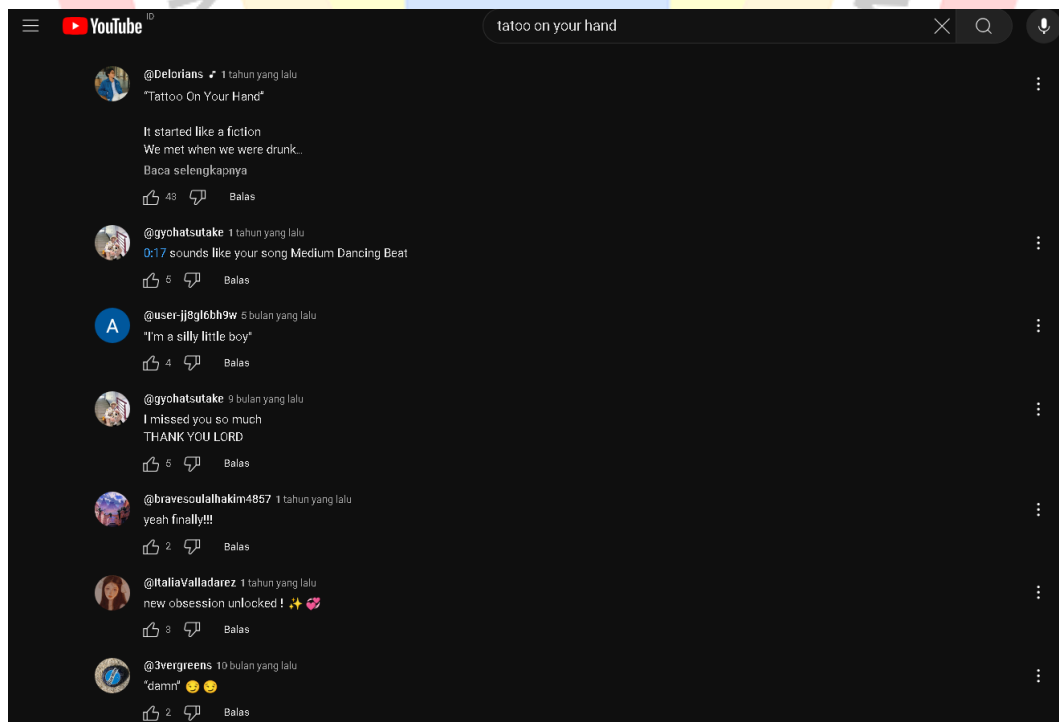 YouTube ID
tatoo on your hand
@Delorians 1 tahun yang lalu
"Tattoo On Your Hand"
It started like a fiction
We met when we were drunk...
Baca selengkapnya
43 Balas
@gyohatsutake 1 tahun yang lalu
0:17 sounds like your song Medium Dancing Beat
5 Balas
A
@user-jj8gl6bh9w 5 bulan yang lalu
"I'm a silly little boy"
4 Balas
@gyohatsutake 9 bulan yang lalu
I missed you so much
THANK YOU LORD
5 Balas
@bravesoulalhakim4857 1 tahun yang lalu
yeah finally!!!
2 Balas
@ItaliaValladarez 1 tahun yang lalu
new obsession unlocked ! ✨ 💞
3 Balas
@3vergreens 10 bulan yang lalu
"damn" 😏 😏
2 Balas